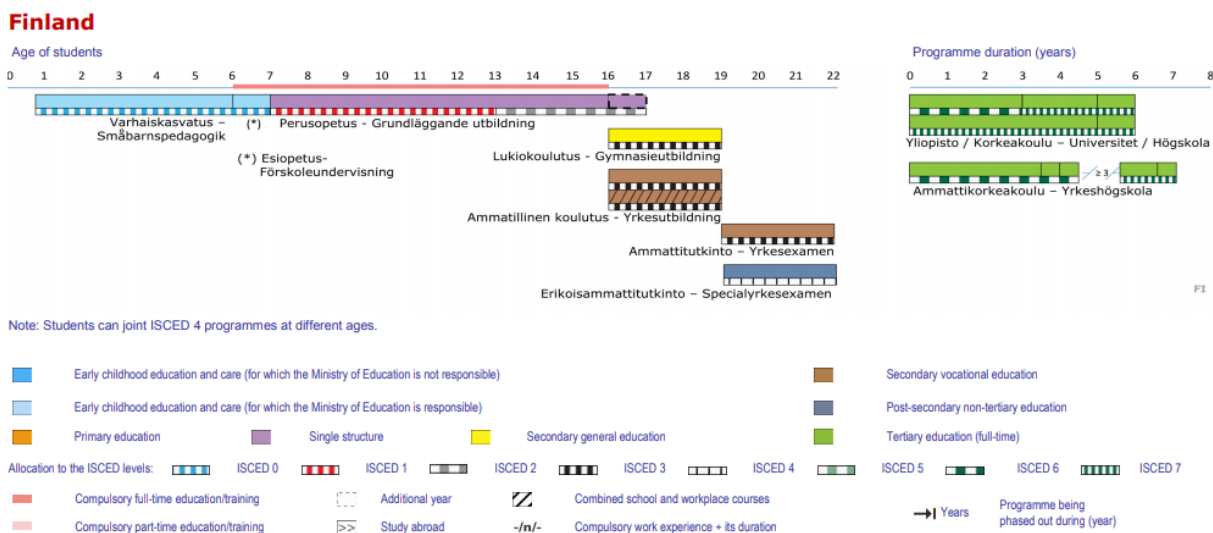 Finland
Age of students
Programme duration (years)
0 1 2 3 4 5 6 7 8 9 10 11 12 13 14 15 16 17 18 19 20 21 22
0 1 2 3 4 5 6 7 8
Varhaiskasvatus –
Småbarnspedagogik
(*)
Perusopetus - Grundläggande utbildning
(*) Esiopetus-
Förskoleundervisning
Lukiokoulutus - Gymnasieutbildning
Ammatillinen koulutus - Yrkesutbildning
Ammattitutkinto – Yrkesexamen
Erikoisammattitutkinto – Specialyrkesexamen
Yliopisto / Korkeakoulu – Universitet / Högskola
≥ 3
Ammattikorkeakoulu – Yrkeshögskola
FI
Note: Students can joint ISCED 4 programmes at different ages.
Early childhood education and care (for which the Ministry of Education is not responsible)
Secondary vocational education
Early childhood education and care (for which the Ministry of Education is responsible)
Post-secondary non-tertiary education
Primary education
Single structure
Secondary general education
Tertiary education (full-time)
Allocation to the ISCED levels:
ISCED 0
ISCED 1
ISCED 2
ISCED 3
ISCED 4
ISCED 5
ISCED 6
ISCED 7
Compulsory full-time education/training
Additional year
Combined school and workplace courses
Years
Programme being
phased out during (year)
Compulsory part-time education/training
>>
Study abroad
-/n/-
Compulsory work experience + its duration